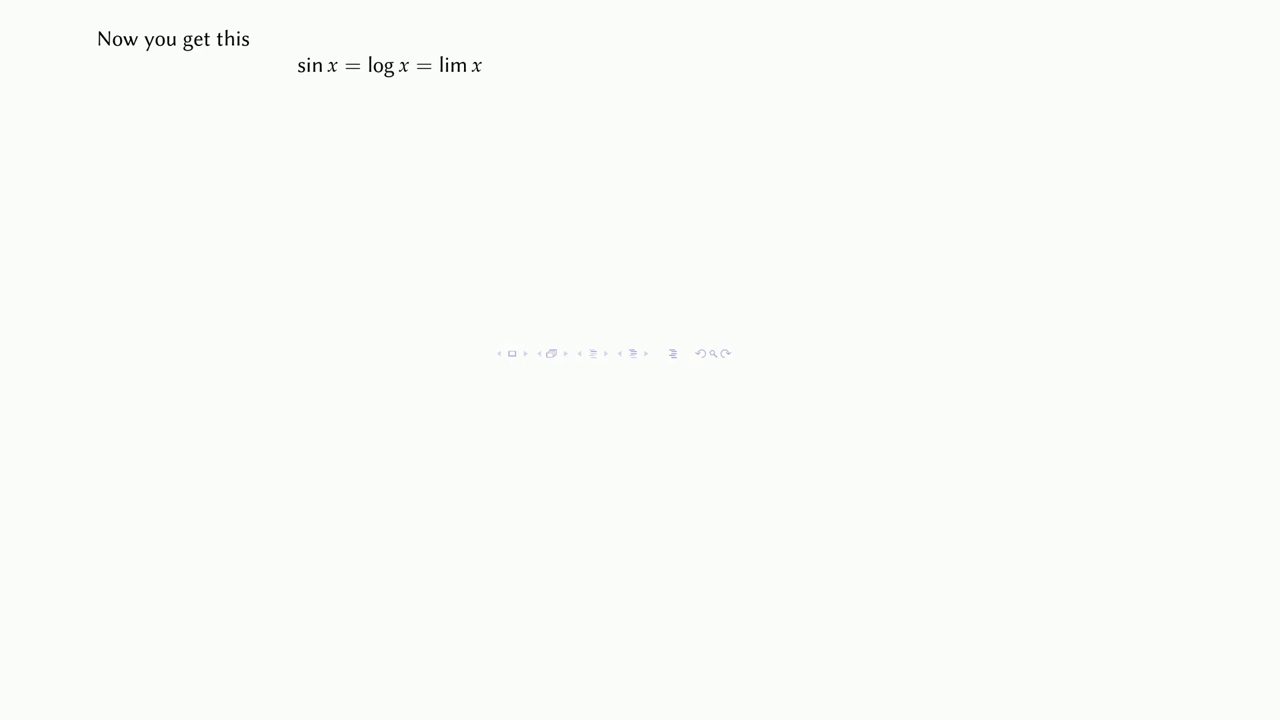 Now you get this
sin x = log x = lim x